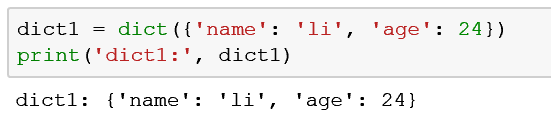 dict1 = dict({'name': 'li', 'age': 24})
print('dict1:', dict1)
dict1: {'name': 'li', 'age': 24}